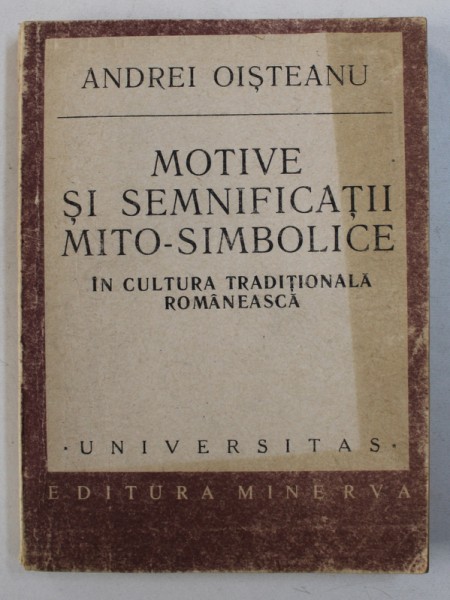 ANDREI OIȘTEANU
MOTIVE
ȘI SEMNIFICAȚII
MITO-SIMBOLICE
ÎN CULTURA TRADIȚIONALĂ
ROMÂNEASCĂ
· UNIVERSITAS ·
EDITURA MINERVA